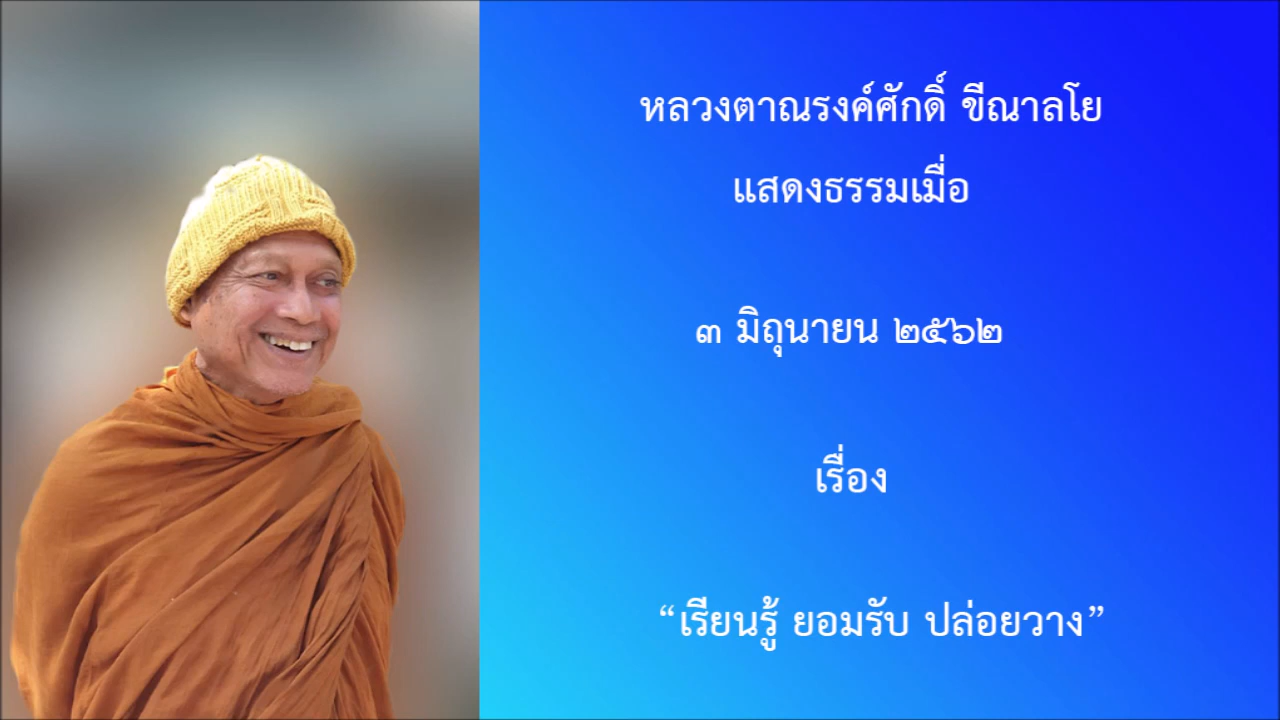 หลวงตาณรงค์ศักดิ์ ขีณาลโย
แสดงธรรมเมื่อ
๓ มิถุนายน ๒๕๖๒
เรื่อง
“เรียนรู้ ยอมรับ ปล่อยวาง”